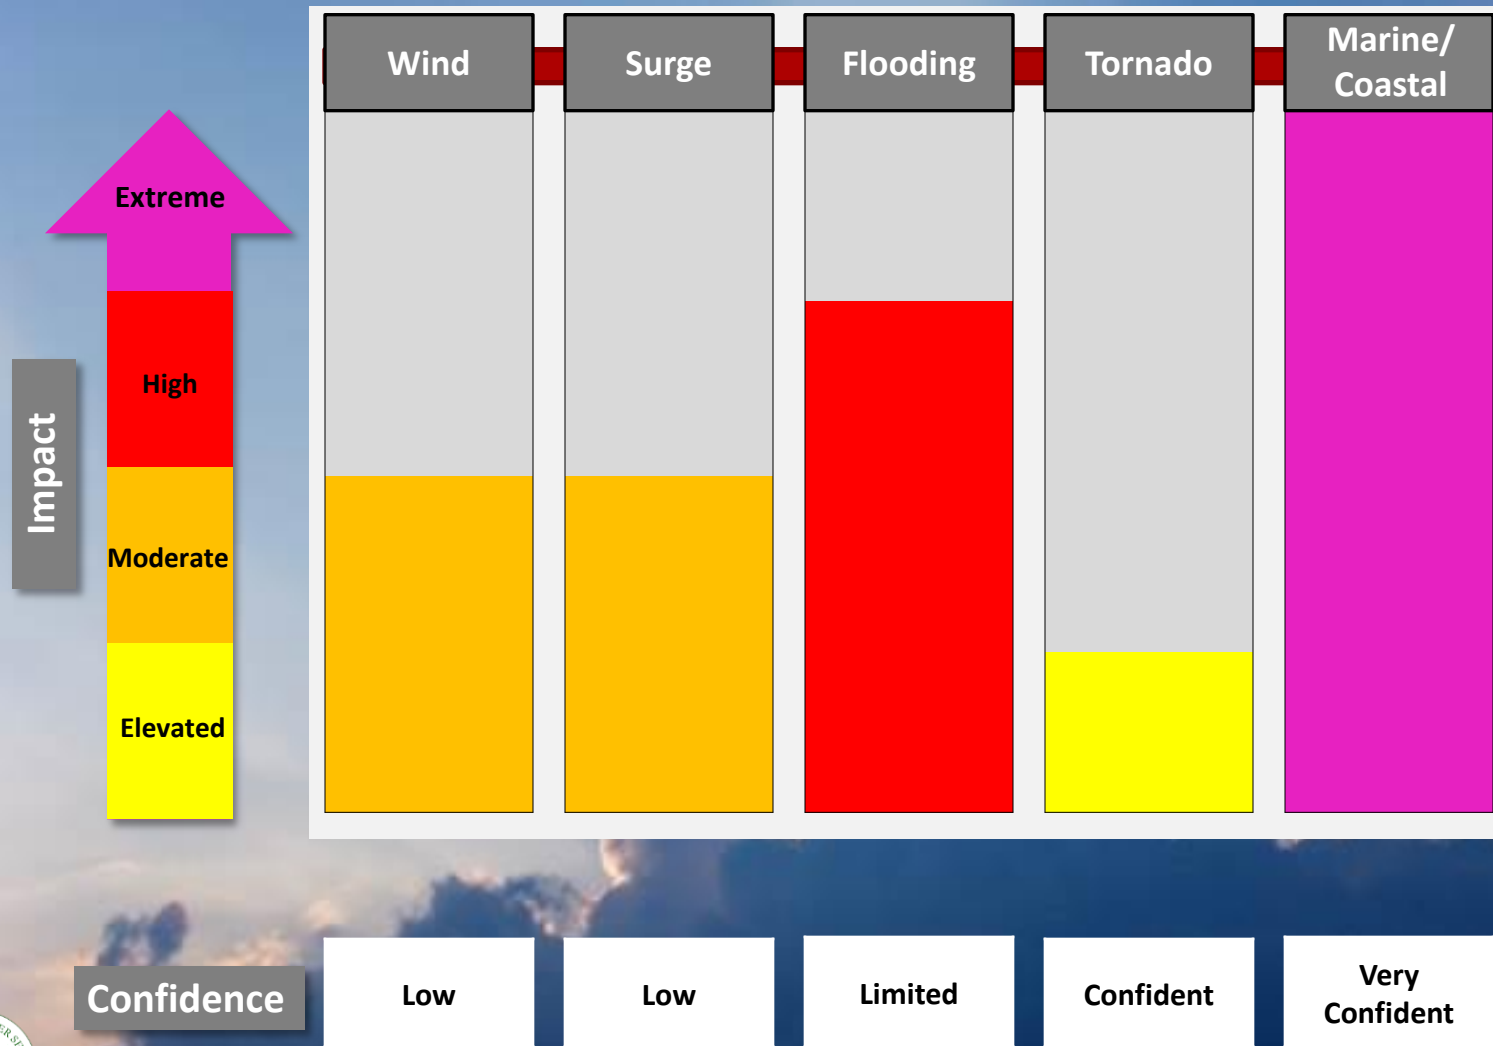 Wind
Surge
Flooding
Tornado
Marine/
Coastal
Extreme
High
Moderate
Elevated
Impact
Confidence
Low
Low
Limited
Confident
Very
Confident